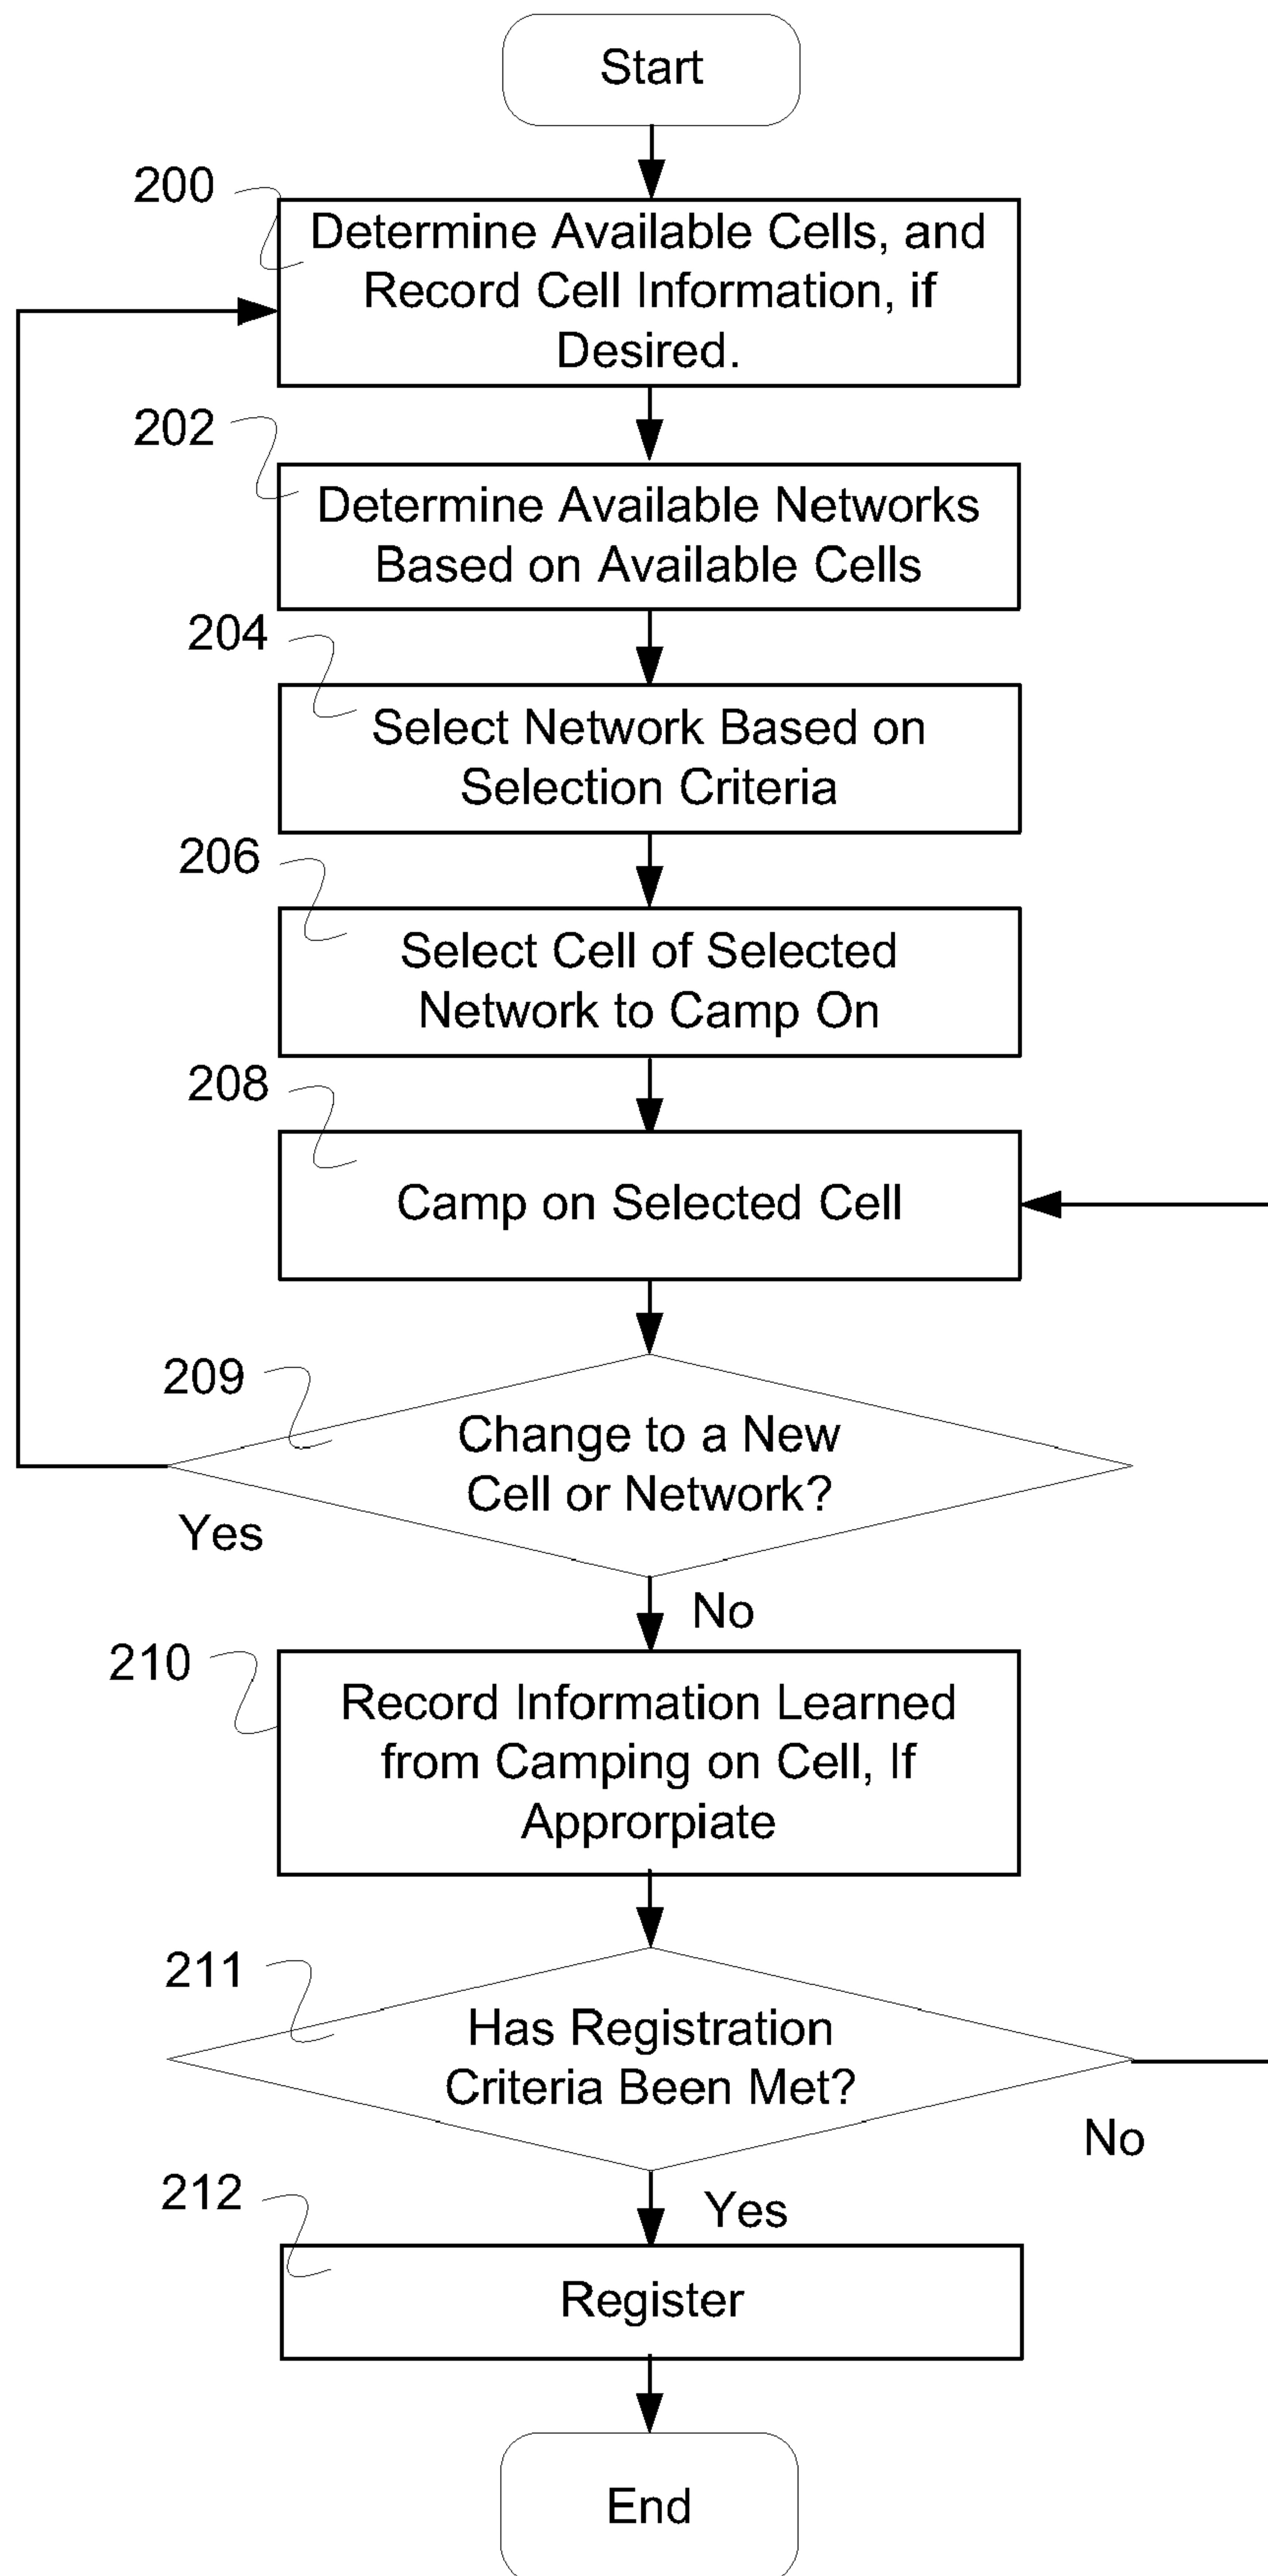 Start
200
Determine Available Cells, and
Record Cell Information, if
Desired.
202
Determine Available Networks
Based on Available Cells
204
Select Network Based on
Selection Criteria
206
Select Cell of Selected
Network to Camp On
208
Camp on Selected Cell
209
Change to a New
Cell or Network?
Yes
No
210
Record Information Learned
from Camping on Cell, If
Approrpiate
211
Has Registration
Criteria Been Met?
No
Yes
212
Register
End